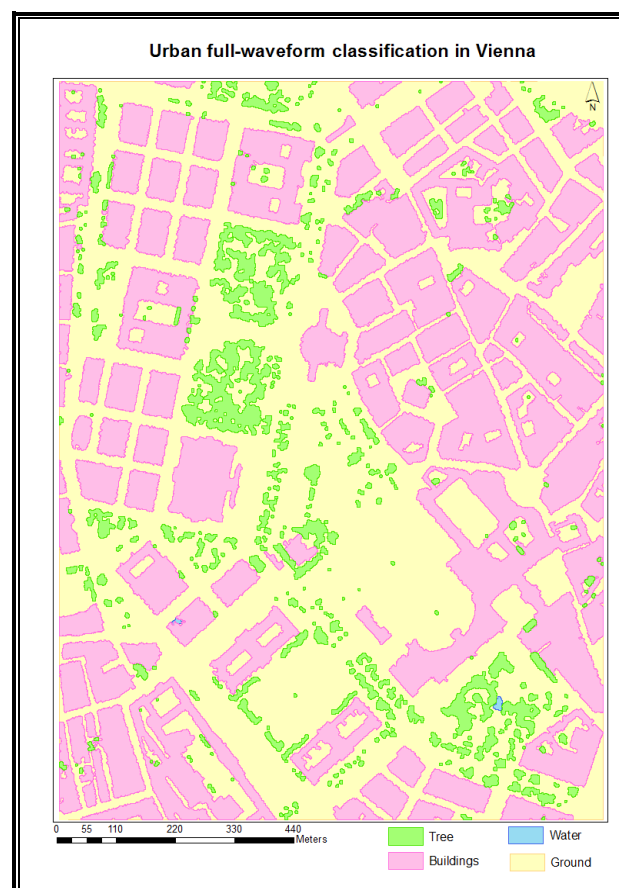 Urban full-waveform classification in Vienna
N
0 55 110 220 330 440
Meters
Tree
Water
Buildings
Ground